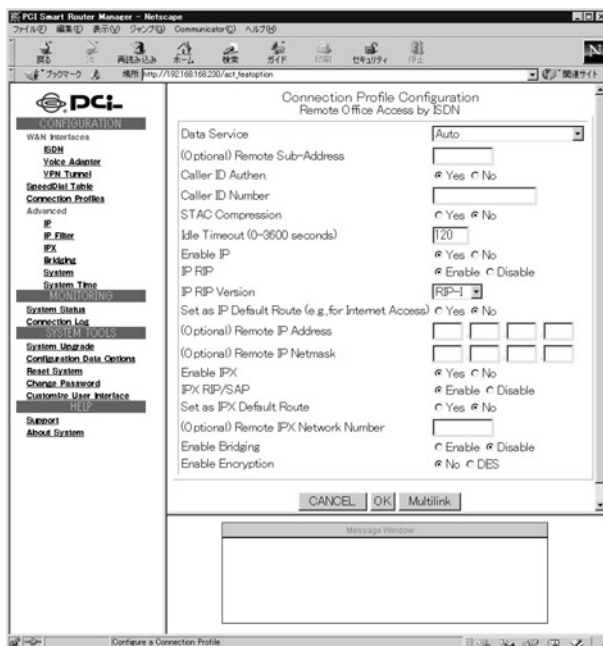 PCI Smart Router Manager - Netscape
ファイル(F) 編集(E) 表示(V) ジャンプ(G) Communicator(C) ヘルプ(H)
戻る 次 再読み込み ホーム 検索 ガイド 印刷 セキュリティ 停止
ブックマーク 場所 http://192.168.168.230/act_featoption 関連サイト
PCi
CONFIGURATION
WAN Interfaces
ISDN
Voice Adapter
VPN Tunnel
SpeedDial Table
Connection Profiles
Advanced
IP
IP Filter
IPX
Bridging
System
System Time
MONITORING
System Status
Connection Log
SYSTEM TOOLS
System Upgrade
Configuration Data Options
Reset System
Change Password
Customize User Interface
HELP
Support
About System
Connection Profile Configuration
Remote Office Access by ISDN
Data Service Auto
(Optional) Remote Sub-Address
Caller ID Authen. Yes No
Caller ID Number
STAC Compression Yes No
Idle Timeout (0-3600 seconds) 120
Enable IP Yes No
IP RIP Enable Disable
IP RIP Version RIP-I
Set as IP Default Route (e.g.,for Internet Access) Yes No
(Optional) Remote IP Address . . .
(Optional) Remote IP Netmask . . .
Enable IPX Yes No
IPX RIP/SAP Enable Disable
Set as IPX Default Route Yes No
(Optional) Remote IPX Network Number
Enable Bridging Enable Disable
Enable Encryption No DES
CANCEL OK Multilink
Message Window
Configure a Connection Profile